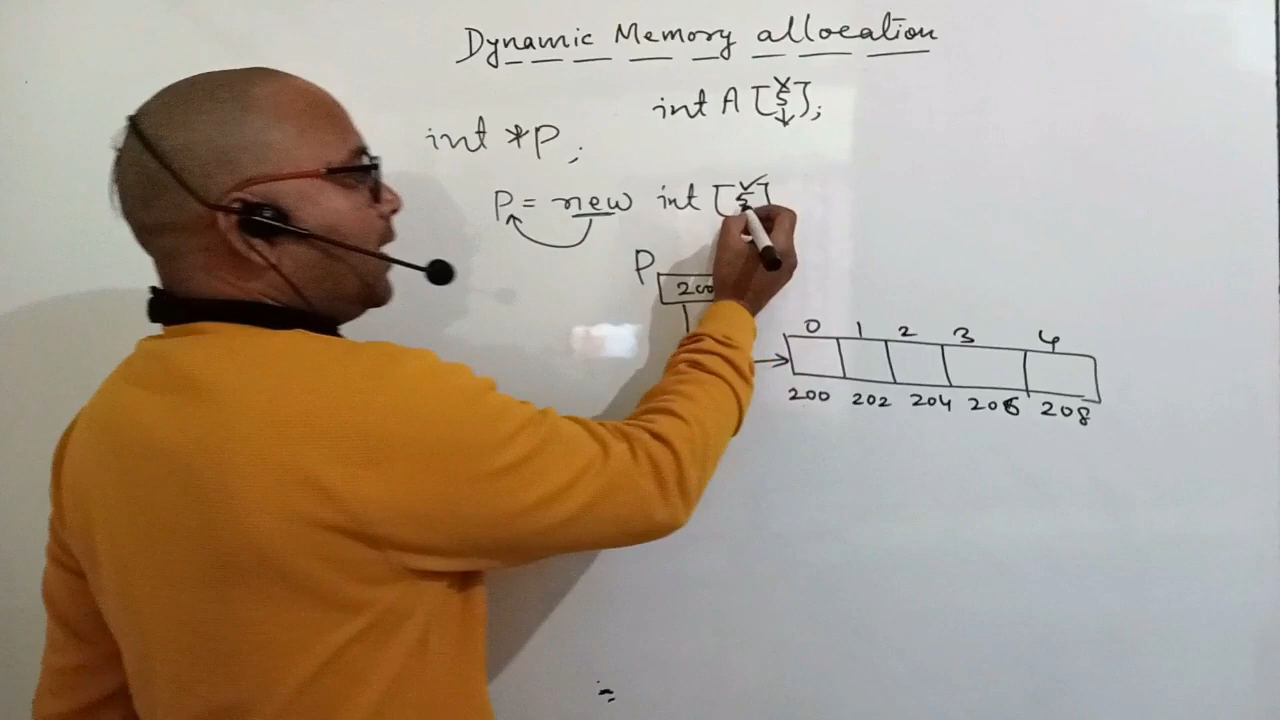 Dynamic Memory allocation
int A [5];
int *P;
P = new int [5]
P
200
0 1 2 3 4
200 202 204 206 208